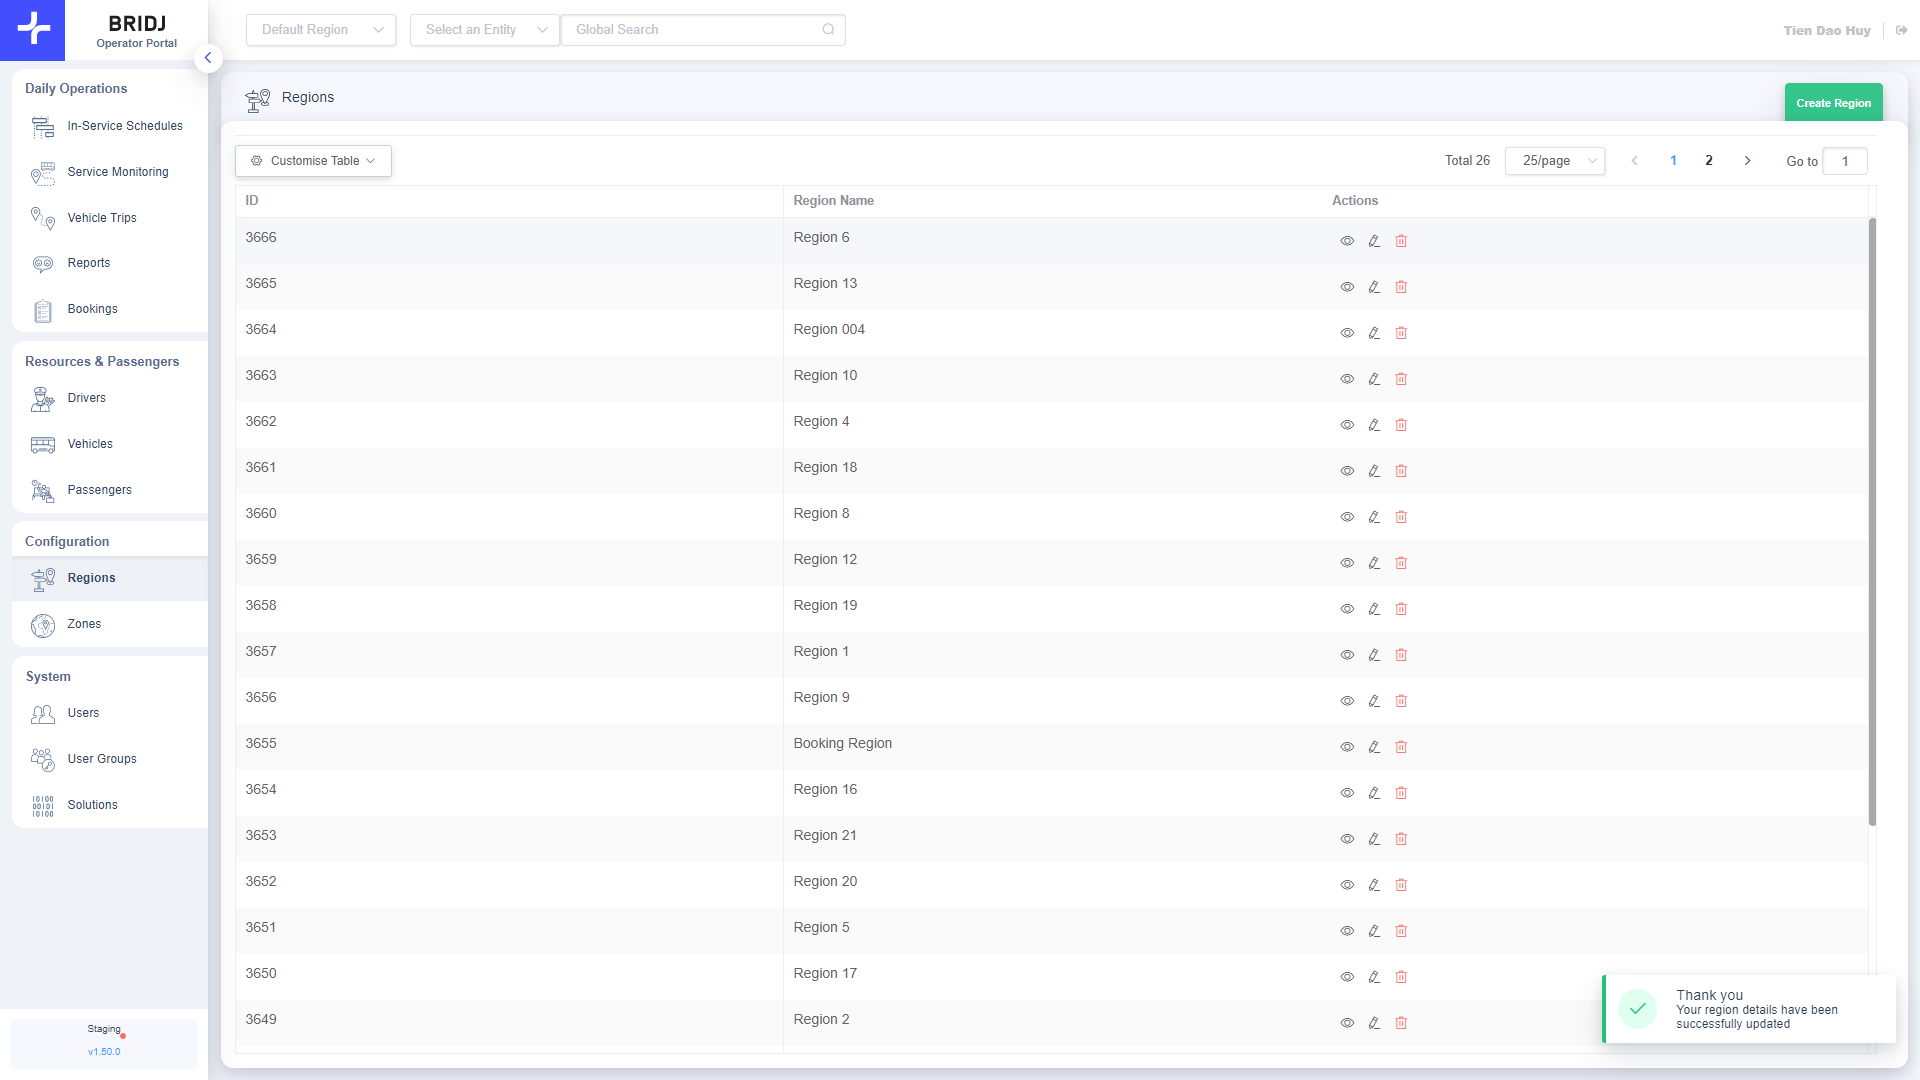 BRIDJ
Operator Portal
Default Region
Select an Entity
Global Search
Tien Dao Huy
Daily Operations
In-Service Schedules
Service Monitoring
Vehicle Trips
Reports
Bookings
Resources & Passengers
Drivers
Vehicles
Passengers
Configuration
Regions
Zones
System
Users
User Groups
Solutions
Staging
v1.50.0
Regions
Create Region
Customise Table
Total 26
25/page
1
2
Go to
1
ID Region Name Actions
3666 Region 6
3665 Region 13
3664 Region 004
3663 Region 10
3662 Region 4
3661 Region 18
3660 Region 8
3659 Region 12
3658 Region 19
3657 Region 1
3656 Region 9
3655 Booking Region
3654 Region 16
3653 Region 21
3652 Region 20
3651 Region 5
3650 Region 17
3649 Region 2
Thank you
Your region details have been
successfully updated